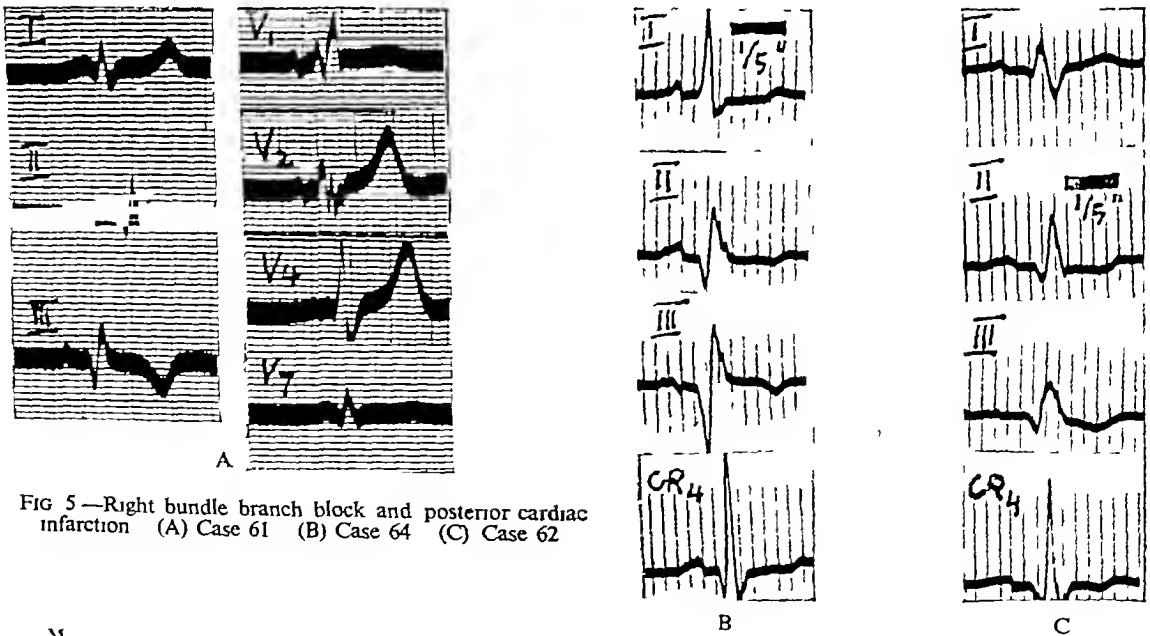 I
II
III
A
V1
V2
V4
V7
FIG 5—Right bundle branch block and posterior cardiac
infarction (A) Case 61 (B) Case 64 (C) Case 62
I
1/5"
II
III
CR4
B
I
II
1/5"
III
CR4
C
M